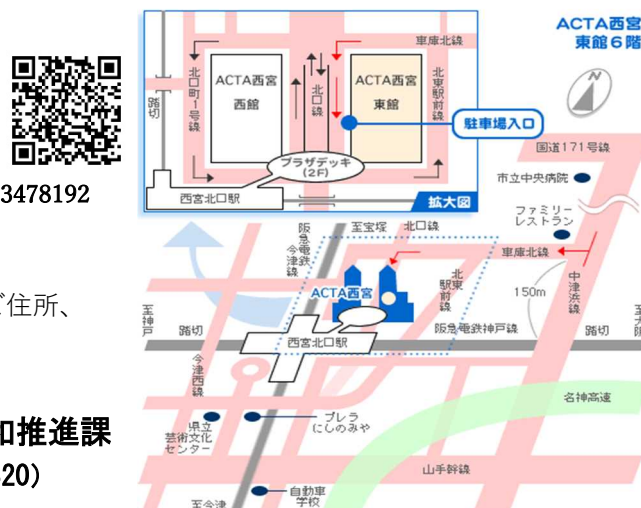 ACTA西宮
東館6階
N
3478192
ご住所、
推進課
20)
車庫北線
ACTA西宮
西館
ACTA西宮
東館
北口町1号線
北口線
北東駅前線
踏切
駐車場入口
プラザデッキ
(2F)
西宮北口駅
拡大図
国道171号線
市立中央病院
ファミリー
レストラン
車庫北線
150m
中津浜線
阪急電鉄
今津線
至宝塚
北口線
北東
駅前線
ACTA西宮
至神戸
踏切
西宮北口駅
阪急電鉄神戸線
踏切
至大阪
今津西線
名神高速
県立
芸術文化
センター
プレラ
にしのみや
山手幹線
自動車
学校
至今津